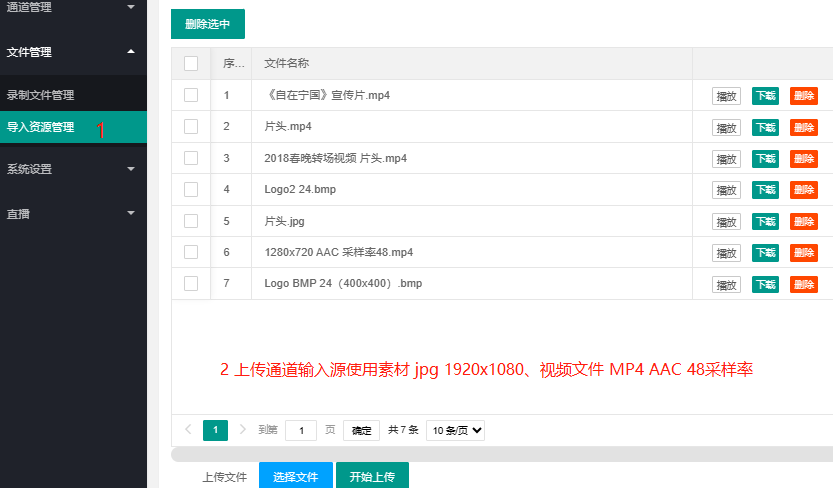 通道管理
删除选中
文件管理
序... 文件名称
录制文件管理
1 《自在宁国》宣传片.mp4 播放 下载 删除
导入资源管理 1
2 片头.mp4 播放 下载 删除
3 2018春晚转场视频 片头.mp4 播放 下载 删除
系统设置
4 Logo2 24.bmp 播放 下载 删除
直播
5 片头.jpg 播放 下载 删除
6 1280x720 AAC 采样率48.mp4 播放 下载 删除
7 Logo BMP 24（400x400）.bmp 播放 下载 删除
2 上传通道输入源使用素材 jpg 1920x1080、视频文件 MP4 AAC 48采样率
1 到第 1 页 确定 共 7 条 10 条/页
上传文件 选择文件 开始上传